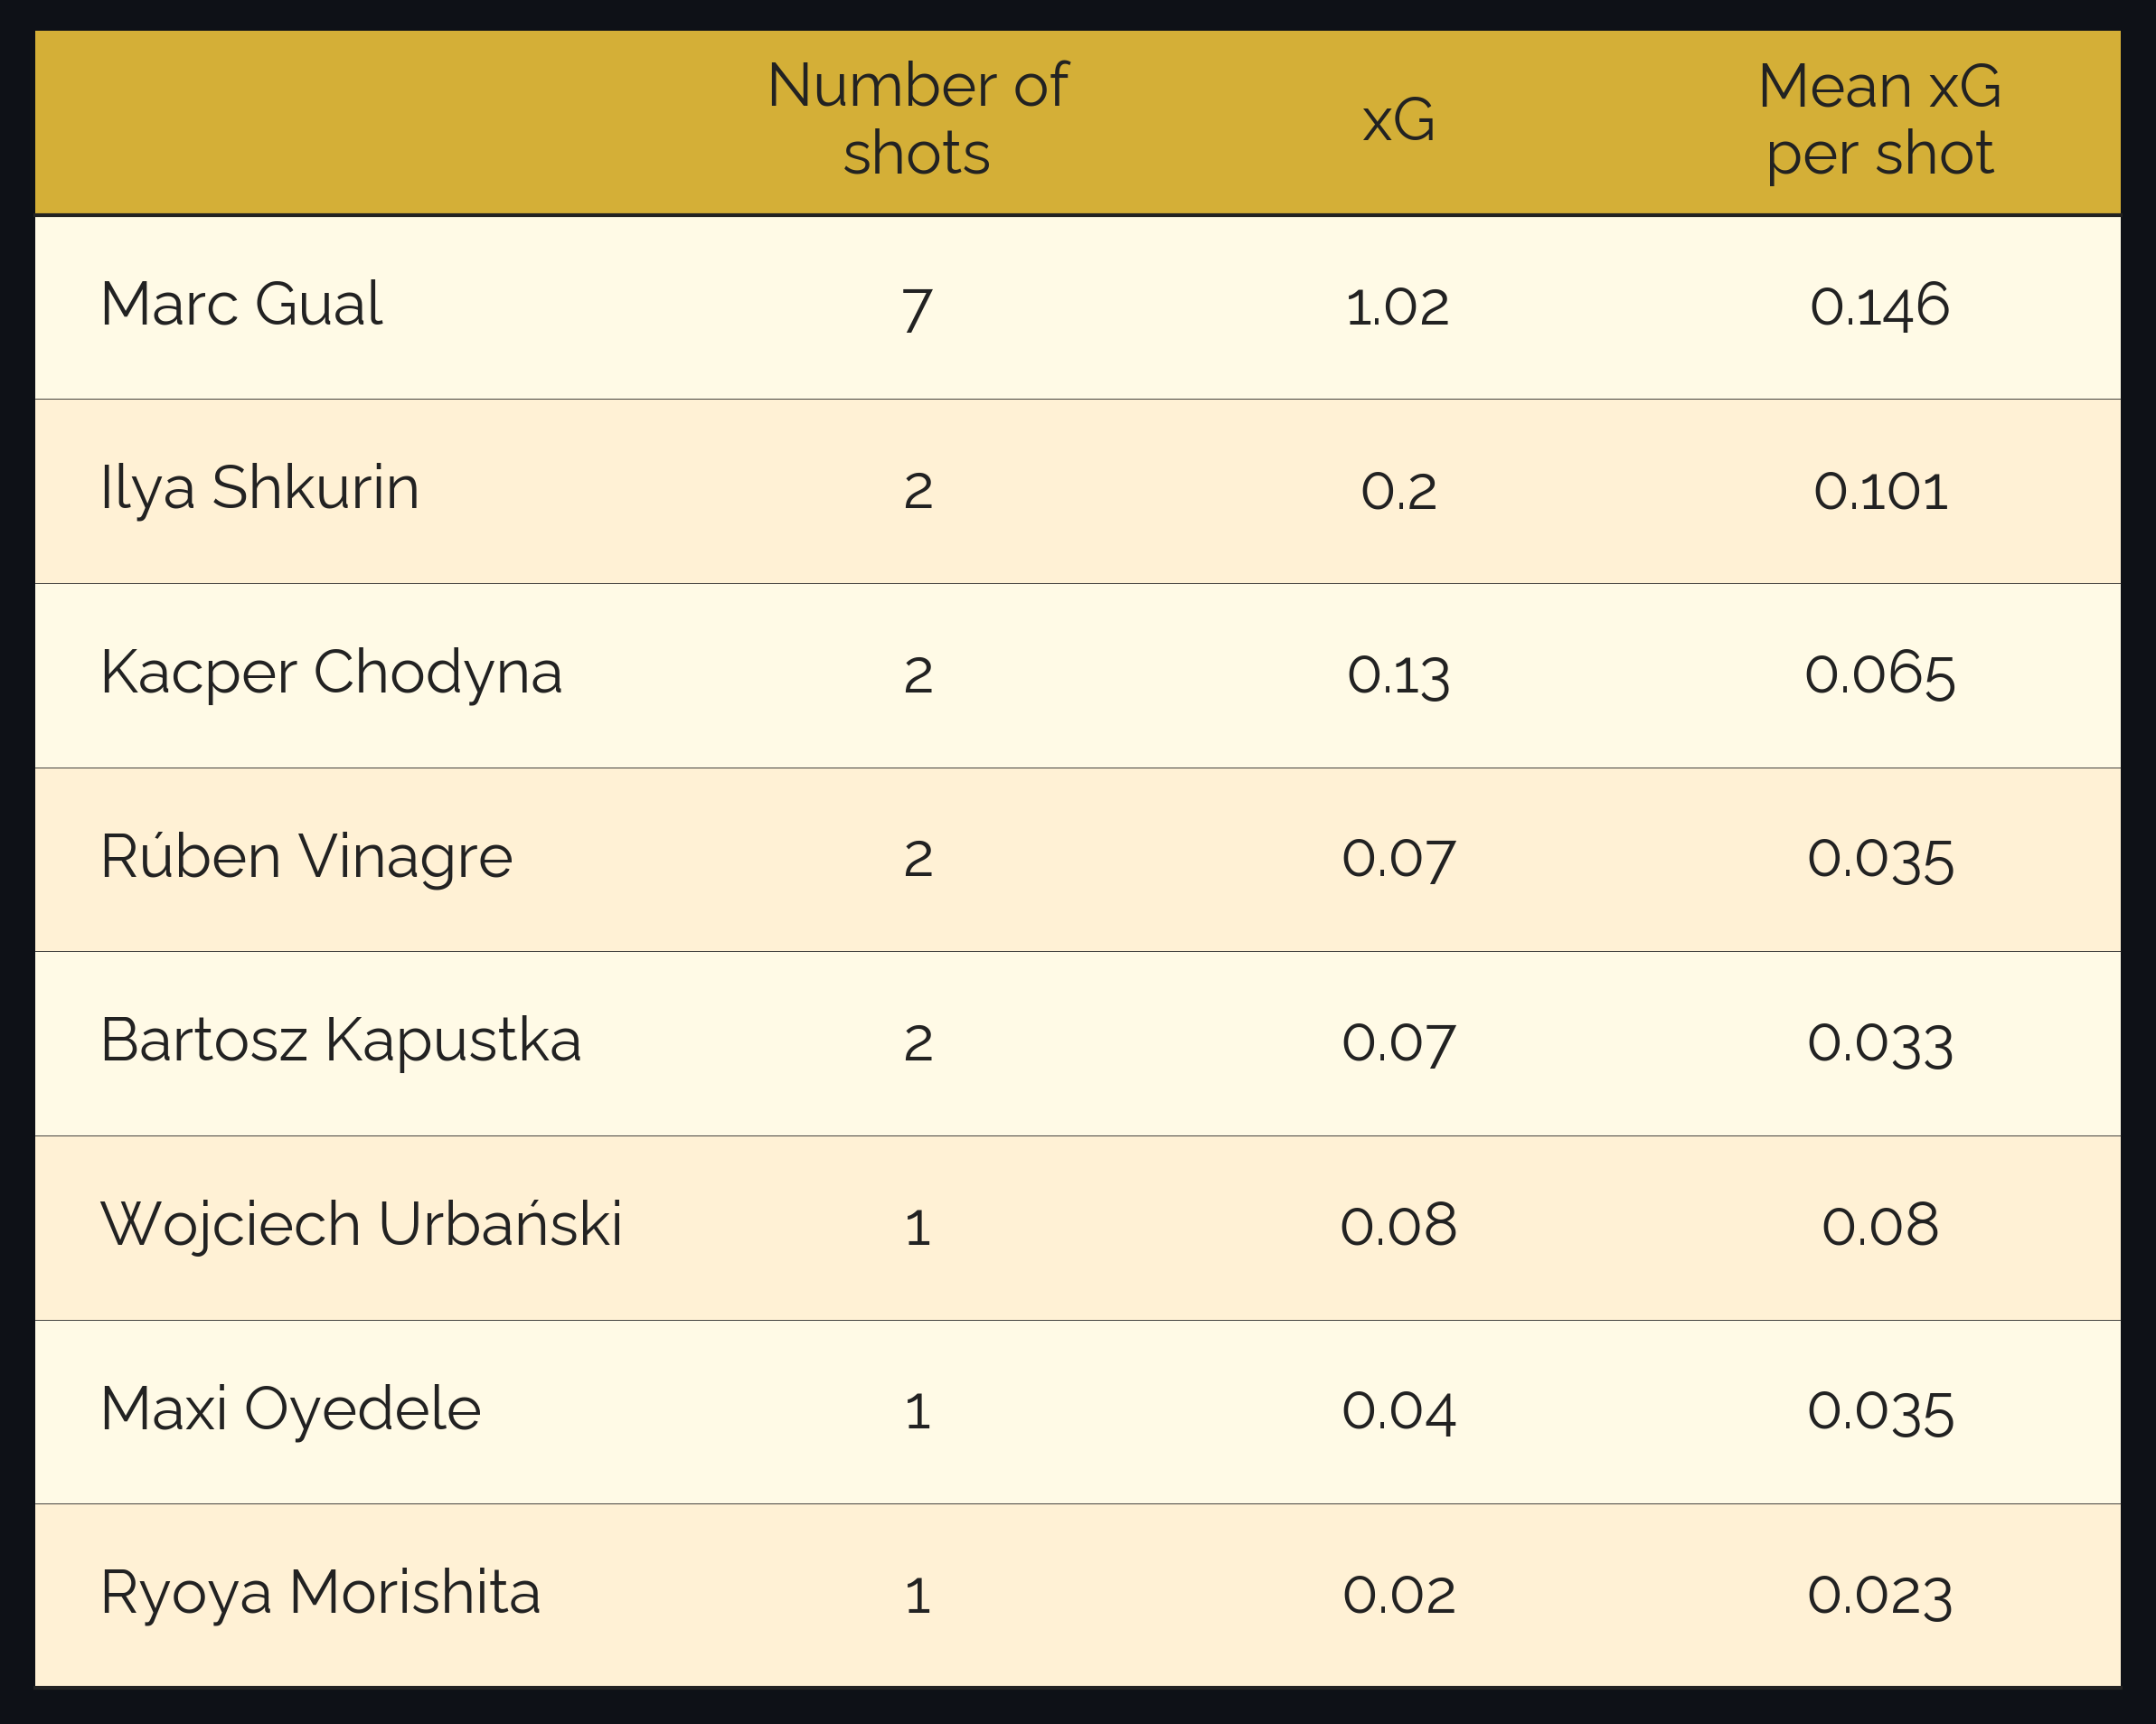 Number of shots xG Mean xG per shot
Marc Gual 7 1.02 0.146
Ilya Shkurin 2 0.2 0.101
Kacper Chodyna 2 0.13 0.065
Rúben Vinagre 2 0.07 0.035
Bartosz Kapustka 2 0.07 0.033
Wojciech Urbański 1 0.08 0.08
Maxi Oyedele 1 0.04 0.035
Ryoya Morishita 1 0.02 0.023